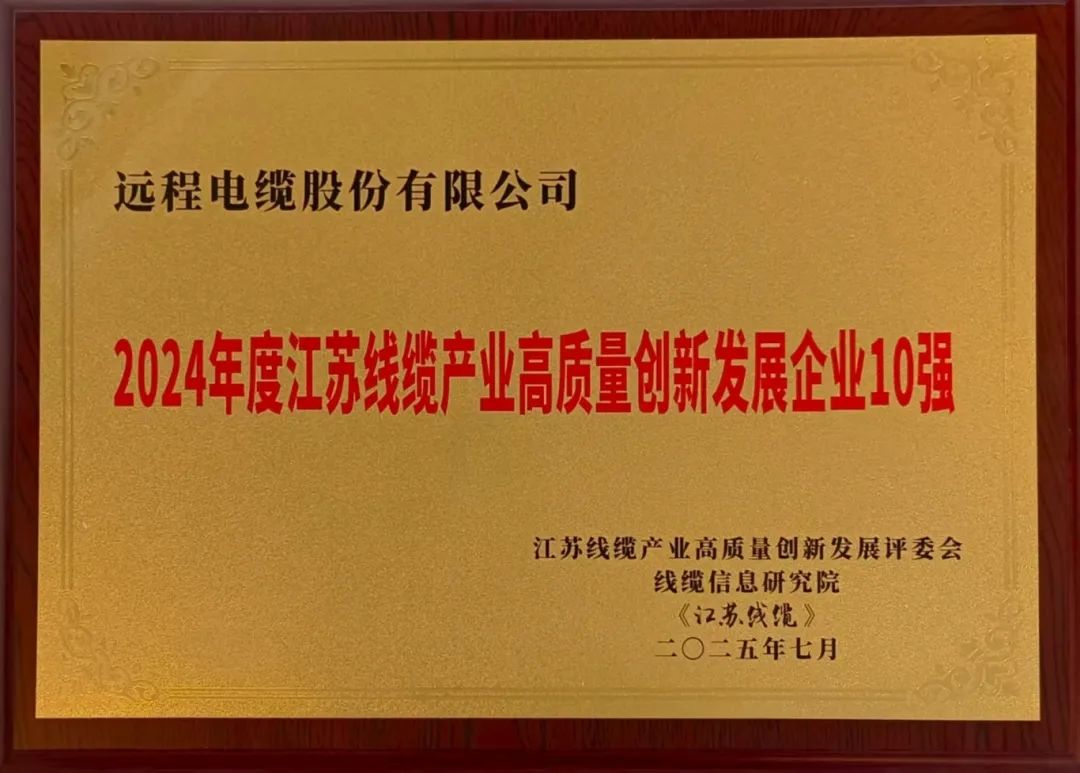 远程电缆股份有限公司
2024年度江苏线缆产业高质量创新发展企业10强
江苏线缆产业高质量创新发展评委会
线缆信息研究院
《江苏线缆》
二〇二五年七月